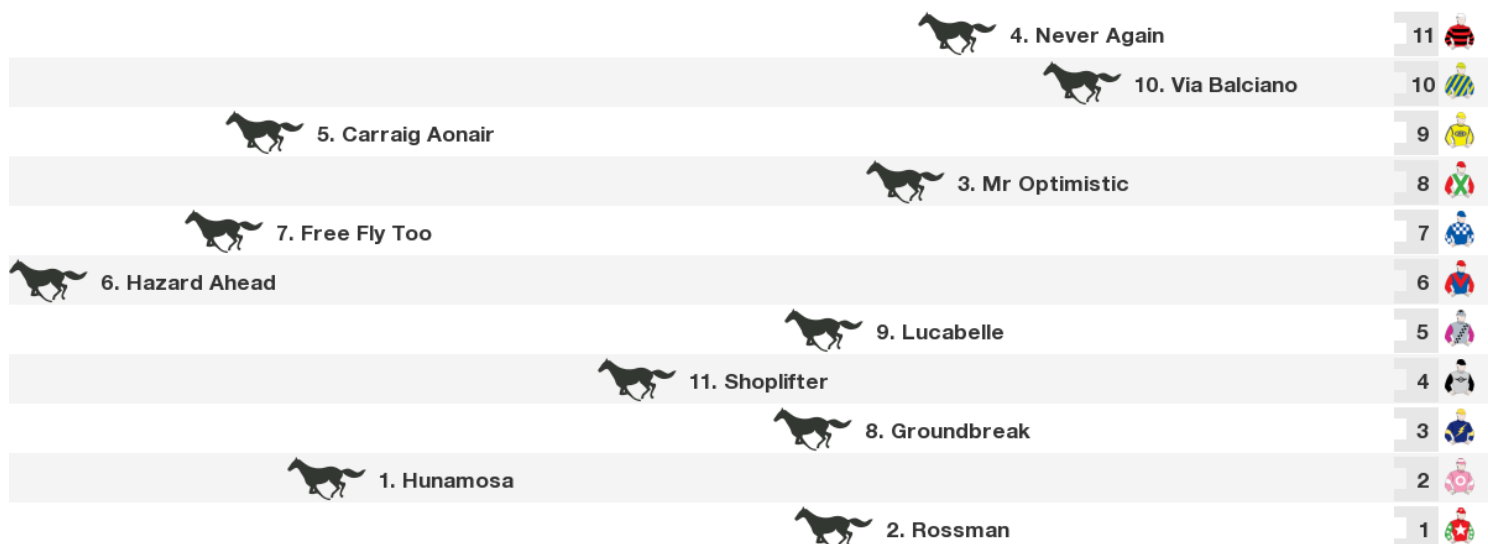 4. Never Again 11
10. Via Balciano 10
5. Carraig Aonair 9
3. Mr Optimistic 8
7. Free Fly Too 7
6. Hazard Ahead 6
9. Lucabelle 5
11. Shoplifter 4
8. Groundbreak 3
1. Hunamosa 2
2. Rossman 1